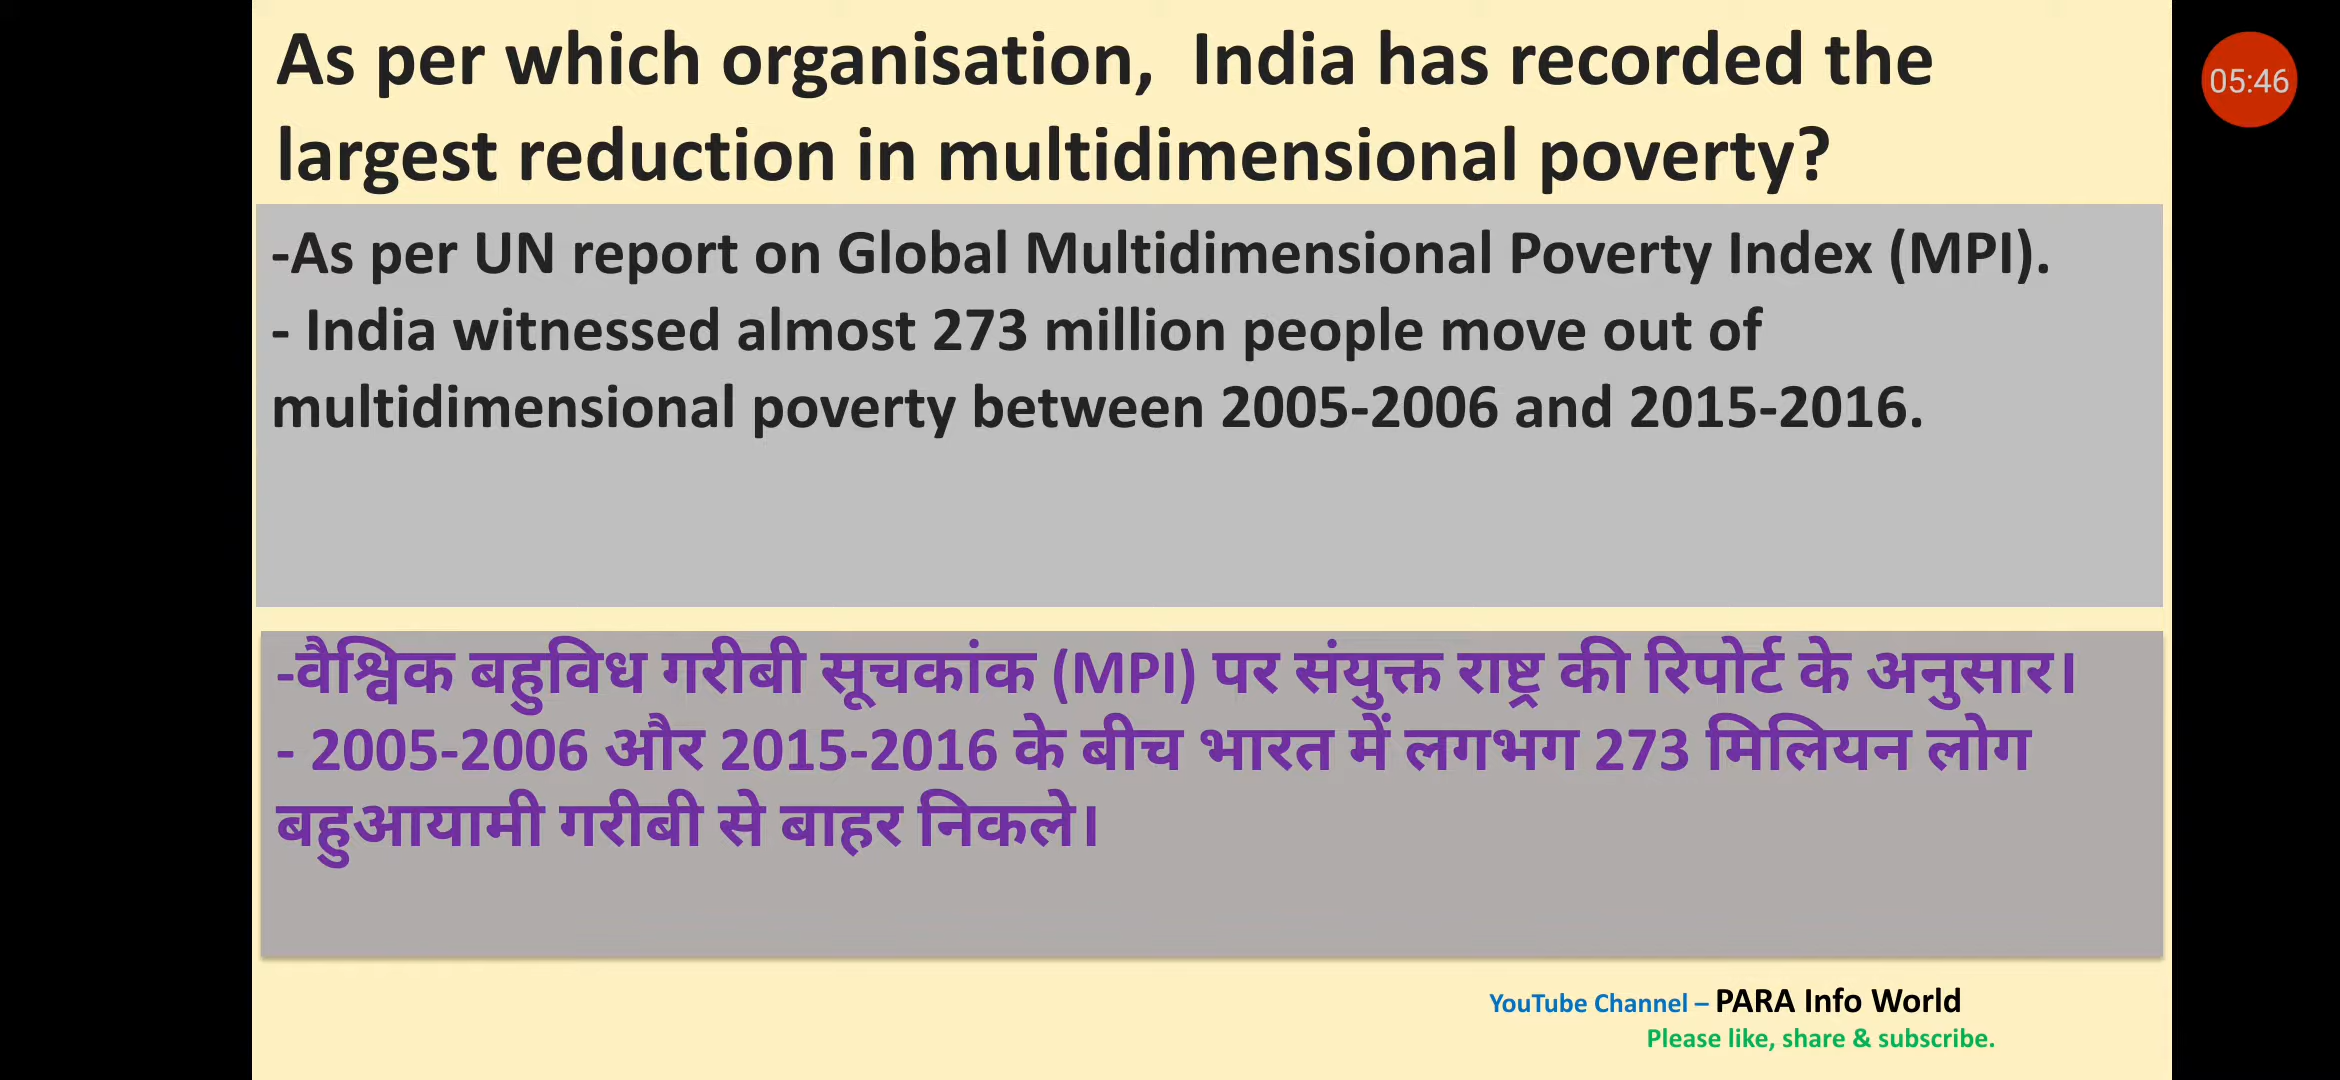 As per which organisation, India has recorded the
largest reduction in multidimensional poverty?
05:46
-As per UN report on Global Multidimensional Poverty Index (MPI).
- India witnessed almost 273 million people move out of
multidimensional poverty between 2005-2006 and 2015-2016.
-वैश्विक बहुविध गरीबी सूचकांक (MPI) पर संयुक्त राष्ट्र की रिपोर्ट के अनुसार।
- 2005-2006 और 2015-2016 के बीच भारत में लगभग 273 मिलियन लोग
बहुआयामी गरीबी से बाहर निकले।
YouTube Channel – PARA Info World
Please like, share & subscribe.